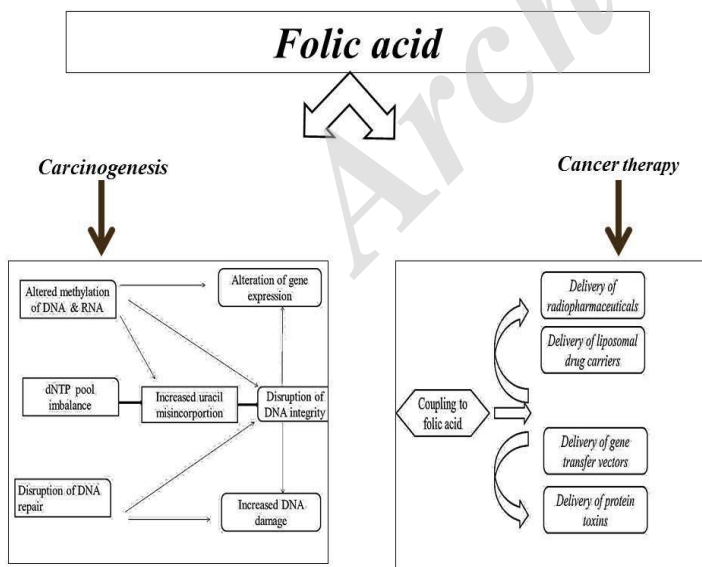 Arch
Folic acid
Carcinogenesis
Cancer therapy
Altered methylation
of DNA & RNA
Alteration of gene
expression
dNTP pool
imbalance
Increased uracil
misincorportion
Disruption of
DNA integrity
Disruption of DNA
repair
Increased DNA
damage
Delivery of
radiopharmaceuticals
Delivery of liposomal
drug carriers
Coupling to
folic acid
Delivery of gene
transfer vectors
Delivery of protein
toxins